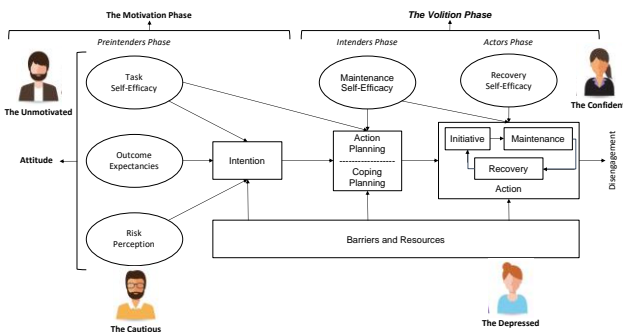 The Motivation Phase
The Volition Phase
Preintenders Phase
Intenders Phase
Actors Phase
The Unmotivated
Task
Self-Efficacy
Maintenance
Self-Efficacy
Recovery
Self-Efficacy
The Confident
Attitude
Outcome
Expectancies
Intention
Action
Planning
Coping
Planning
Initiative
Maintenance
Recovery
Action
Disengagement
Risk
Perception
Barriers and Resources
The Cautious
The Depressed